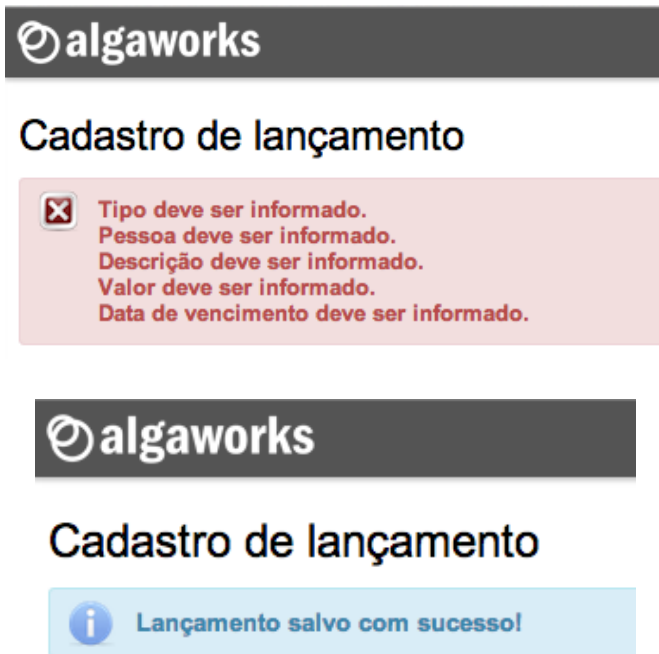 algaworks
Cadastro de lançamento
Tipo deve ser informado.
Pessoa deve ser informado.
Descrição deve ser informado.
Valor deve ser informado.
Data de vencimento deve ser informado.
algaworks
Cadastro de lançamento
Lançamento salvo com sucesso!